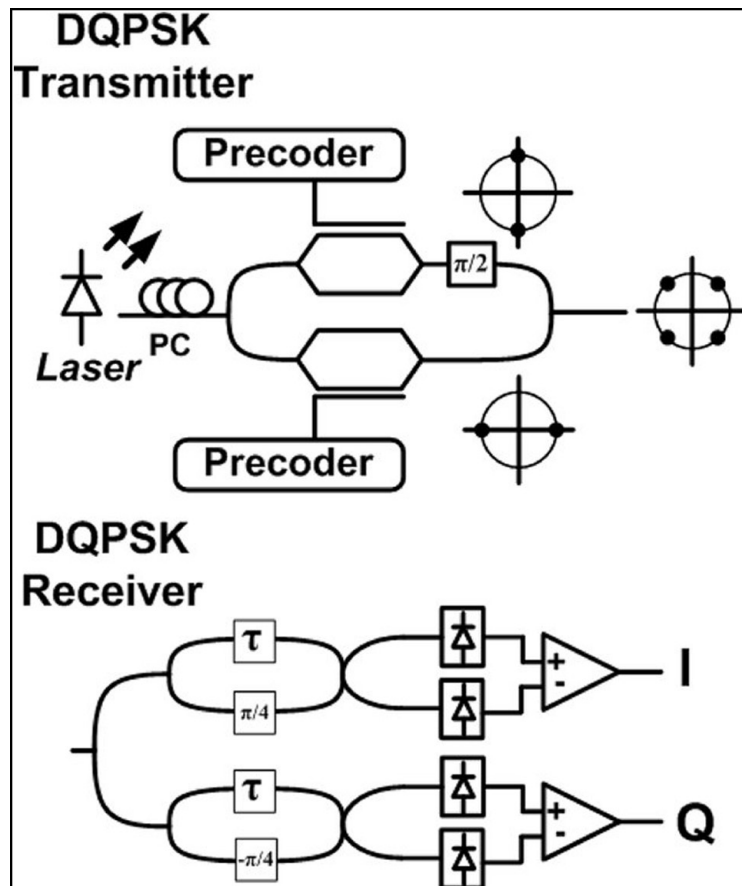 DQPSK
Transmitter
Precoder
π/2
PC
Laser
Precoder
DQPSK
Receiver
τ
π/4
+
-
I
τ
-π/4
+
-
Q